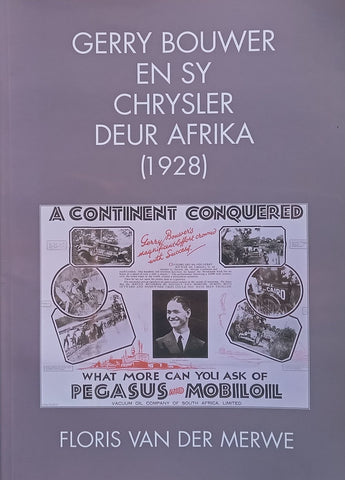 GERRY BOUWER
EN SY
CHRYSLER
DEUR AFRIKA
(1928)
A CONTINENT CONQUERED
Gerry Bouwer's
magnificent effort crowned
with Success
CAIRO
WHAT MORE CAN YOU ASK OF
PEGASUS AND MOBILOIL
VACUUM OIL COMPANY OF SOUTH AFRICA, LIMITED
FLORIS VAN DER MERWE